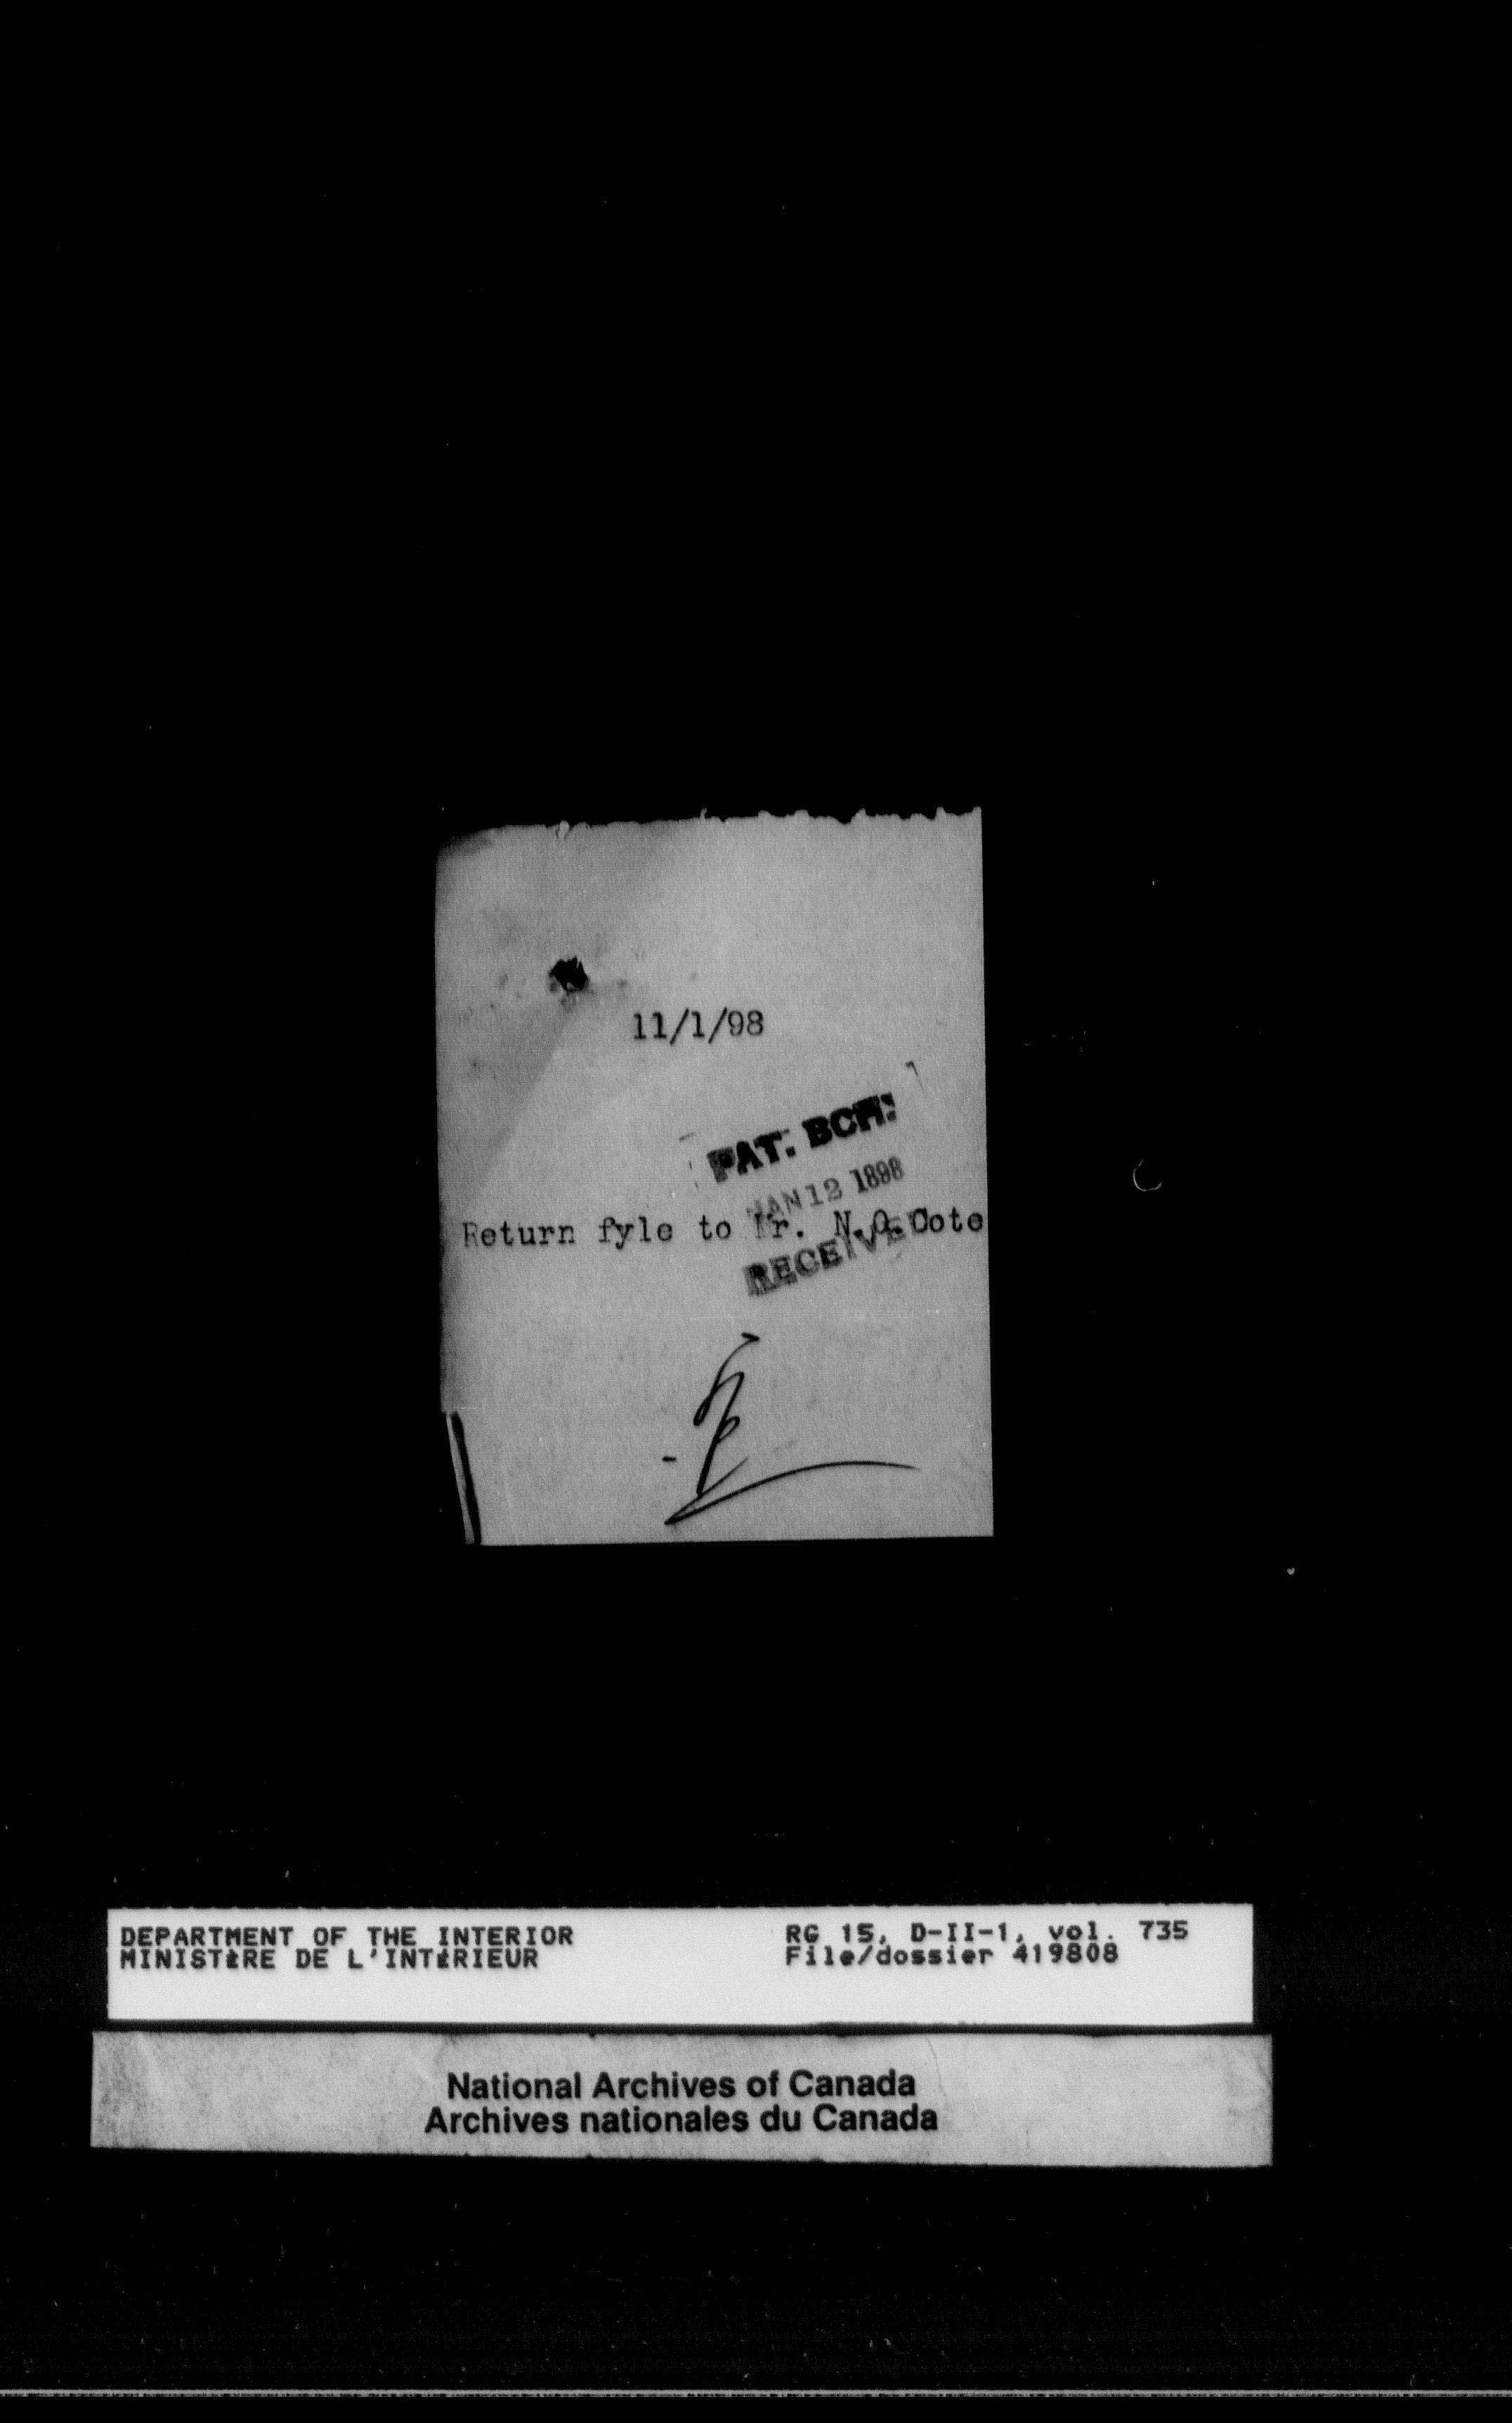 11/1/98
PAT. BCH:
JAN 12 1898
Return fyle to Mr. N.O.Cote
RECEIVED
DEPARTMENT OF THE INTERIOR
MINISTÈRE DE L'INTÉRIEUR
RG 15, D-II-1, vol. 735
File/dossier 419808
National Archives of Canada
Archives nationales du Canada